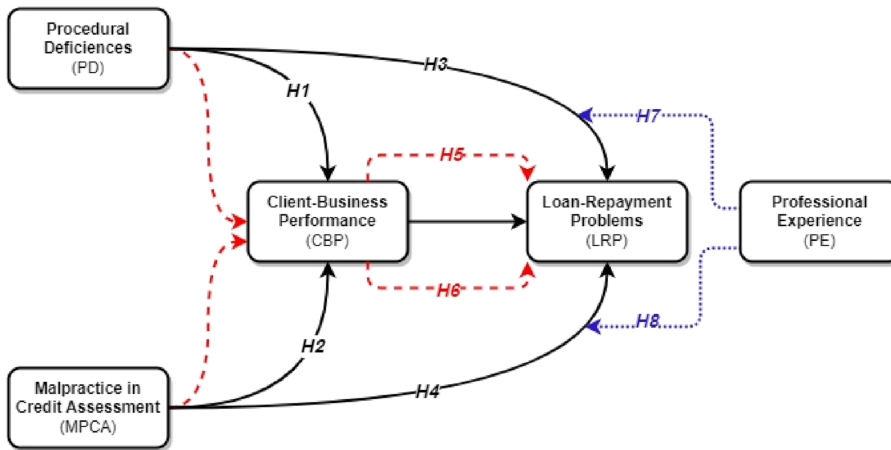 Procedural
Deficiences
(PD)
H1
H3
H7
H5
Client-Business
Performance
(CBP)
Loan-Repayment
Problems
(LRP)
Professional
Experience
(PE)
H6
H2
H8
Malpractice in
Credit Assessment
(MPCA)
H4